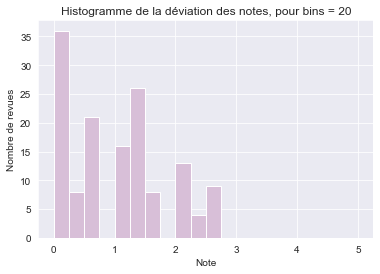 Histogramme de la déviation des notes, pour bins = 20
35
30
25
20
15
10
5
0
Nombre de revues
0 1 2 3 4 5
Note